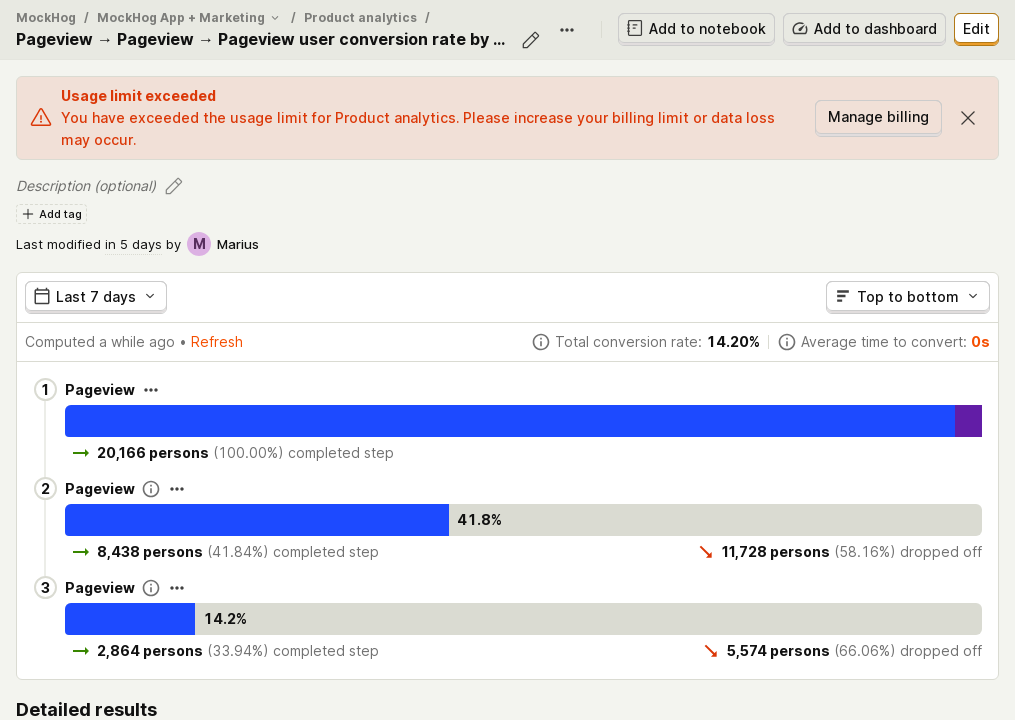 MockHog / MockHog App + Marketing / Product analytics /
Pageview → Pageview → Pageview user conversion rate by ...
Add to notebook
Add to dashboard
Edit
Usage limit exceeded
You have exceeded the usage limit for Product analytics. Please increase your billing limit or data loss
may occur.
Manage billing
Description (optional)
Add tag
Last modified in 5 days by M Marius
Last 7 days
Top to bottom
Computed a while ago • Refresh
Total conversion rate: 14.20%
Average time to convert: 0s
1 Pageview
20,166 persons (100.00%) completed step
2 Pageview
41.8%
8,438 persons (41.84%) completed step
11,728 persons (58.16%) dropped off
3 Pageview
14.2%
2,864 persons (33.94%) completed step
5,574 persons (66.06%) dropped off
Detailed results